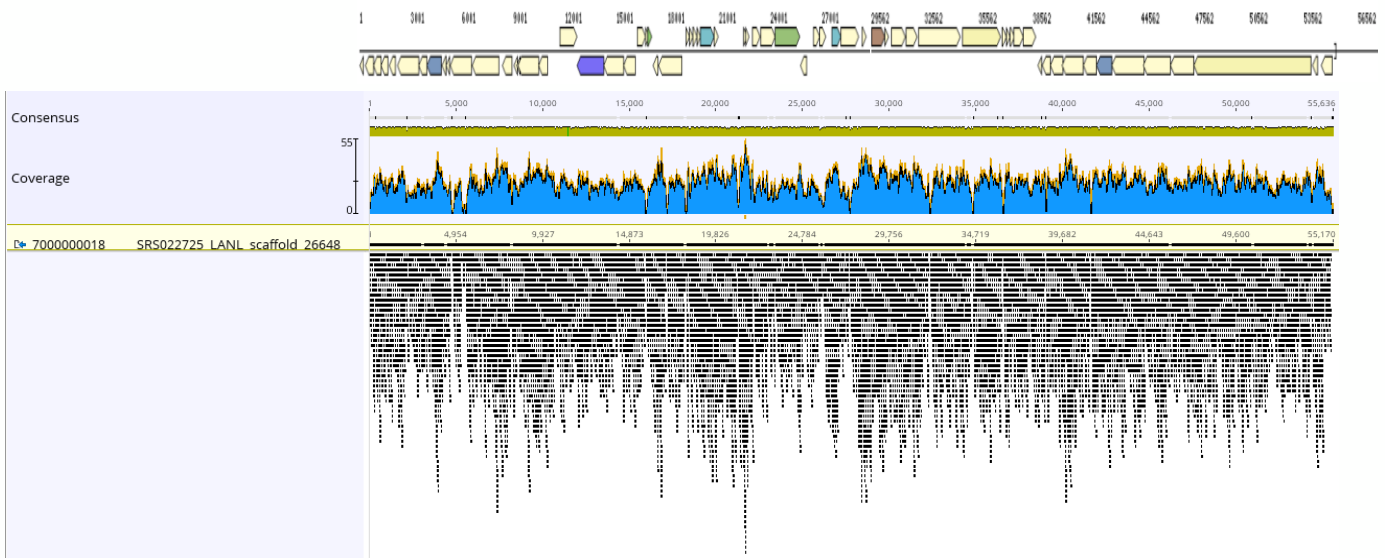 1 3001 6001 9001 12001 15001 18001 21001 24001 27001 29562 32562 35562 38562 41562 44562 47562 50562 53562 56562
1 5,000 10,000 15,000 20,000 25,000 30,000 35,000 40,000 45,000 50,000 55,636
Consensus
55
Coverage
0
1 4,954 9,927 14,873 19,826 24,784 29,756 34,719 39,682 44,643 49,600 55,170
7000000018 SRS022725_LANL_scaffold_26648